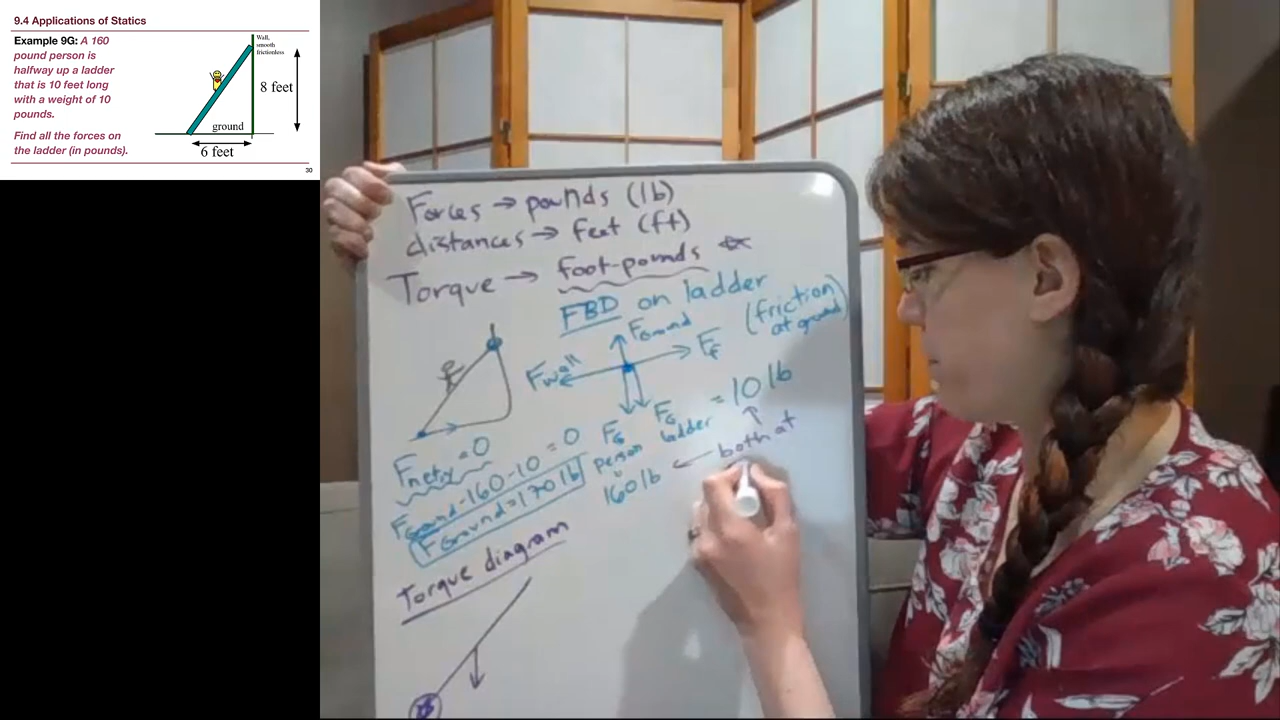 9.4 Applications of Statics
Example 9G: A 160
pound person is
halfway up a ladder
that is 10 feet long
with a weight of 10
pounds.
Find all the forces on
the ladder (in pounds).
Wall,
smooth
frictionless
8 feet
ground
6 feet
30
Forces → pounds (lb)
distances → feet (ft)
Torque → foot-pounds
FBD on ladder
FGround
Fwall
Ff (friction
at ground)
FG person
160 lb
FG ladder = 10 lb
← both at
Fnety = 0
FGround - 160 - 10 = 0
FGround = 170 lb
Torque diagram